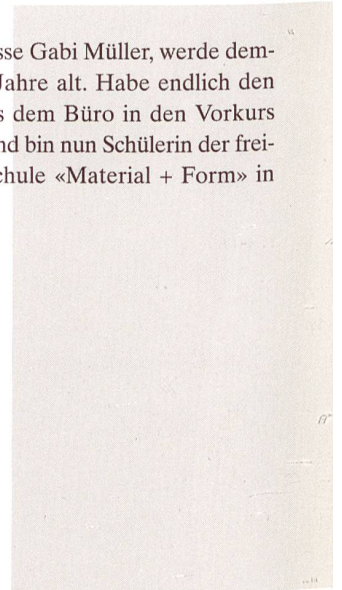 sse Gabi Müller, werde dem-
Jahre alt. Habe endlich den
s dem Büro in den Vorkurs
nd bin nun Schülerin der frei-
chule «Material + Form» in